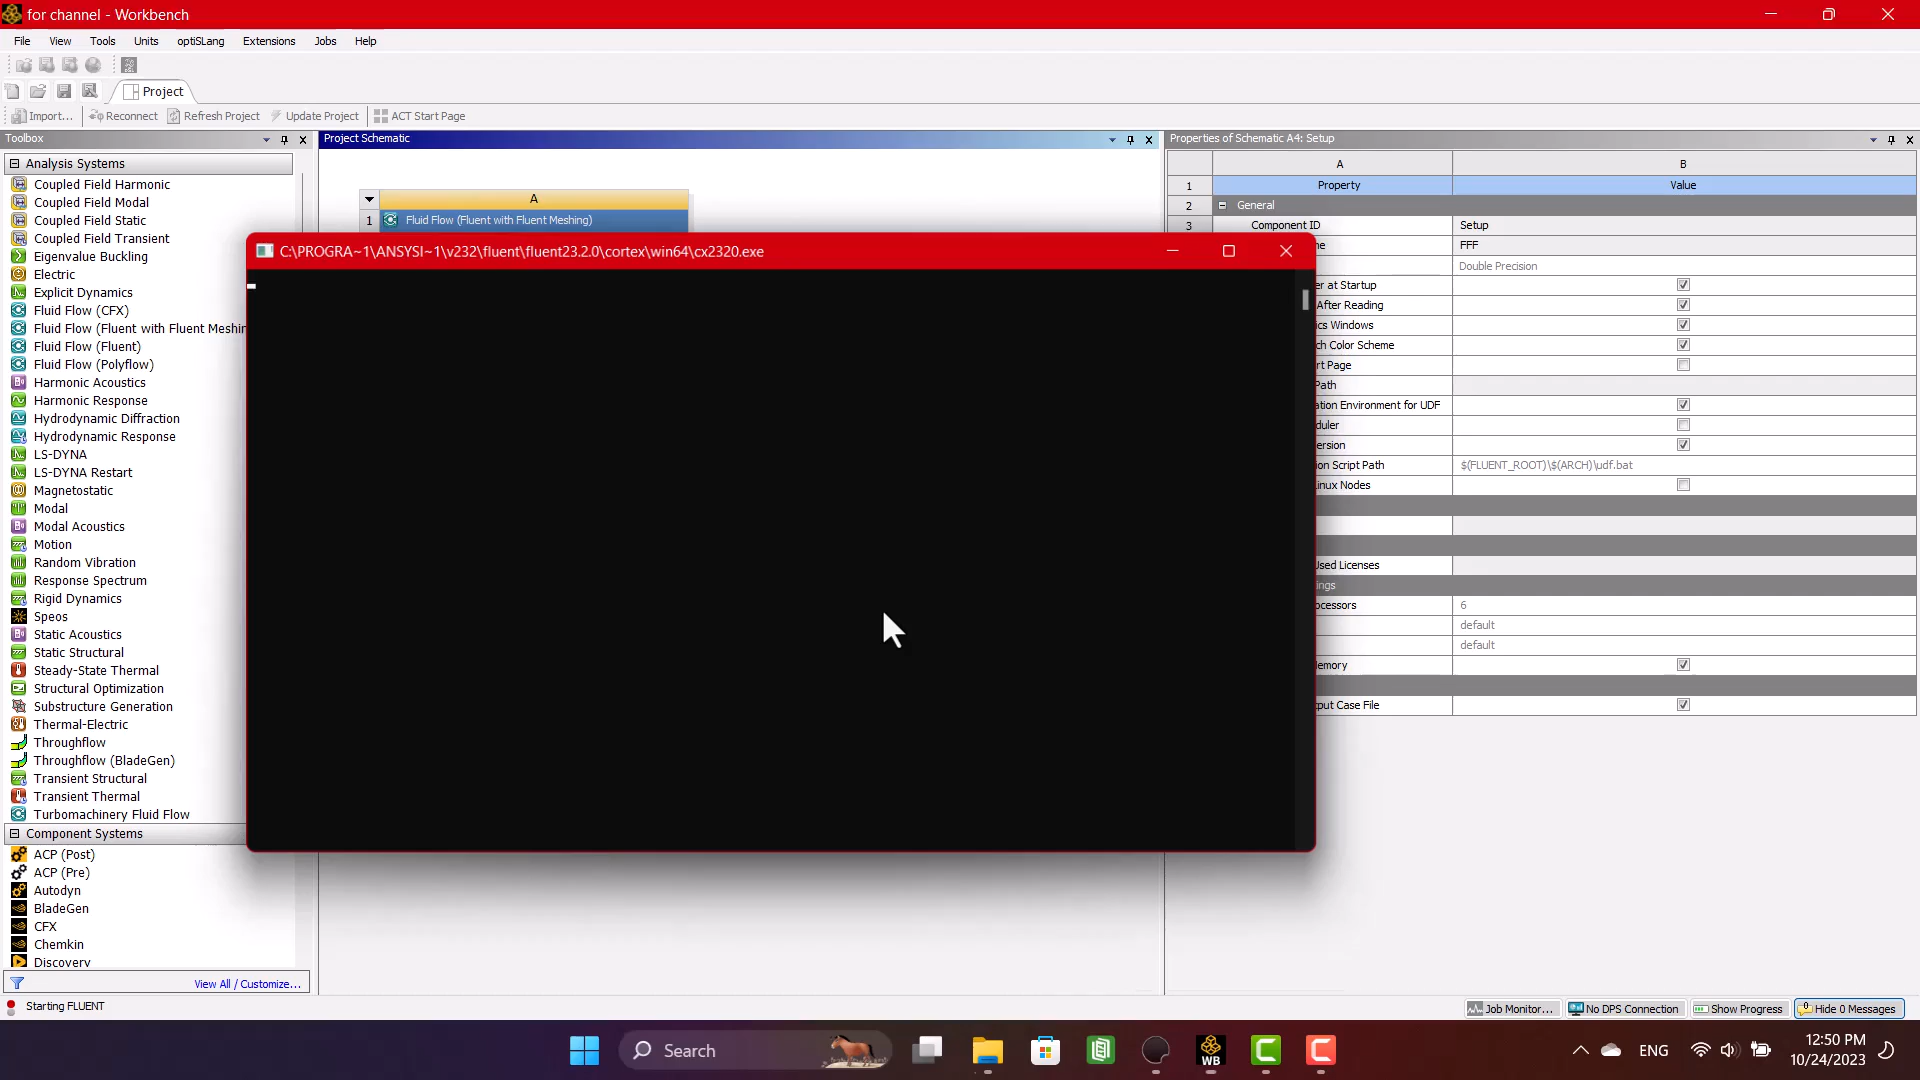 for channel - Workbench
File View Tools Units optiSLang Extensions Jobs Help
Project
Import... Reconnect Refresh Project Update Project ACT Start Page
Toolbox
Project Schematic
Properties of Schematic A4: Setup
Analysis Systems
Coupled Field Harmonic
Coupled Field Modal
Coupled Field Static
Coupled Field Transient
Eigenvalue Buckling
Electric
Explicit Dynamics
Fluid Flow (CFX)
Fluid Flow (Fluent with Fluent Meshin
Fluid Flow (Fluent)
Fluid Flow (Polyflow)
Harmonic Acoustics
Harmonic Response
Hydrodynamic Diffraction
Hydrodynamic Response
LS-DYNA
LS-DYNA Restart
Magnetostatic
Modal
Modal Acoustics
Motion
Random Vibration
Response Spectrum
Rigid Dynamics
Speos
Static Acoustics
Static Structural
Steady-State Thermal
Structural Optimization
Substructure Generation
Thermal-Electric
Throughflow
Throughflow (BladeGen)
Transient Structural
Transient Thermal
Turbomachinery Fluid Flow
Component Systems
ACP (Post)
ACP (Pre)
Autodyn
BladeGen
CFX
Chemkin
Discovery
View All / Customize...
A
1 Fluid Flow (Fluent with Fluent Meshing)
C:\PROGRA~1\ANSYSI~1\v232\fluent\fluent23.2.0\cortex\win64\cx2320.exe
A B
1 Property Value
2 General
3 Component ID Setup
me FFF
Double Precision
er at Startup
After Reading
ics Windows
ch Color Scheme
rt Page
Path
ation Environment for UDF
duler
ersion
ion Script Path $(FLUENT_ROOT)\$(ARCH)\udf.bat
Linux Nodes
Used Licenses
ings
ocessors 6
default
default
Memory
tput Case File
Starting FLUENT
Job Monitor... No DPS Connection Show Progress Hide 0 Messages
Search
WB
ENG
12:50 PM
10/24/2023